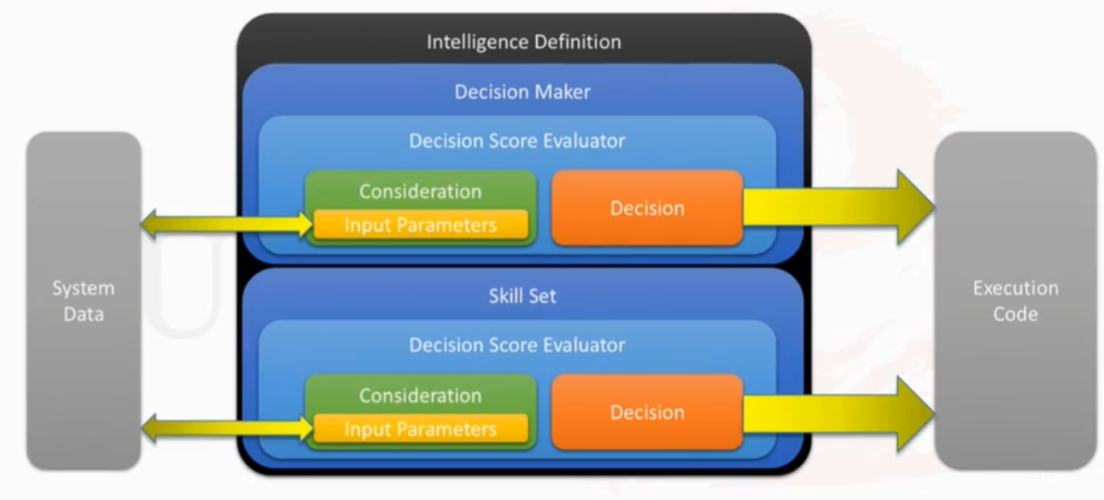 Intelligence Definition
Decision Maker
Decision Score Evaluator
Consideration
Input Parameters
Decision
Skill Set
Decision Score Evaluator
Consideration
Input Parameters
Decision
System
Data
Execution
Code